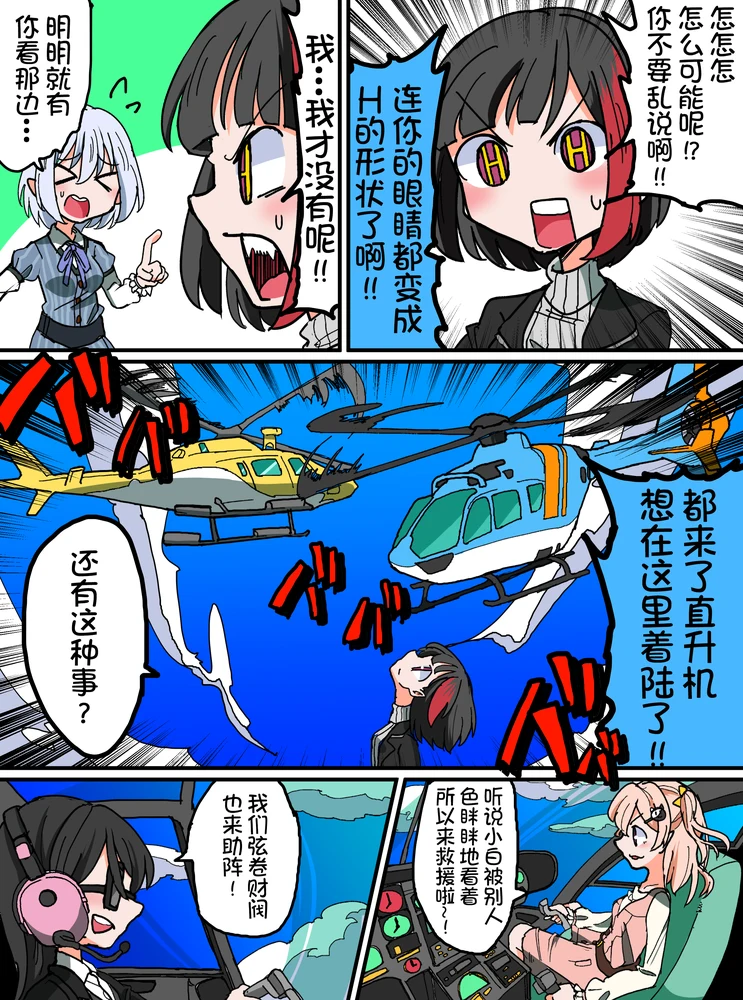 怎怎怎
怎么可能呢!?
你不要乱说啊!!
连你的眼睛都变成
H的形状了啊!!
H
H
我…我才没有呢!!
H
明明就有
你看那边…
都来了直升机
想在这里着陆了!!
还有这种事?
ババババ
ババババ
听说小白被别人
色眯眯地看着
所以来救援啦~!
我们弦卷财阀
也来助阵!